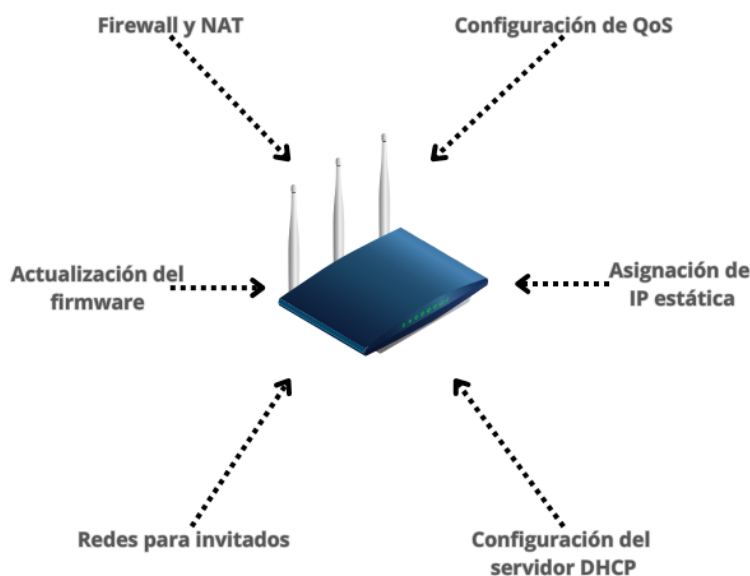 Firewall y NAT
Configuración de QoS
Actualización del
firmware
Asignación de
IP estática
Redes para invitados
Configuración del
servidor DHCP